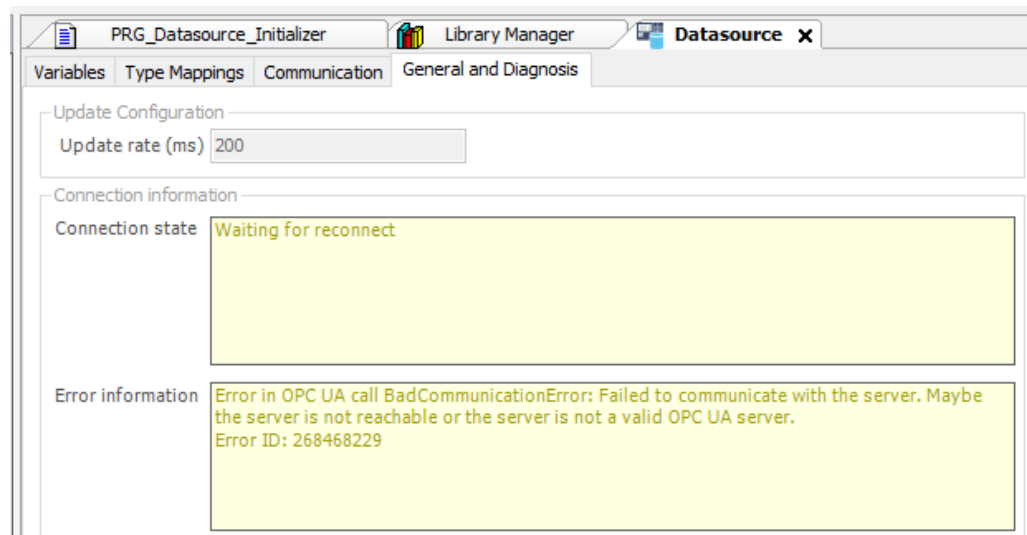 PRG_Datasource_Initializer Library Manager Datasource X
Variables Type Mappings Communication General and Diagnosis
Update Configuration
Update rate (ms) 200
Connection information
Connection state Waiting for reconnect
Error information Error in OPC UA call BadCommunicationError: Failed to communicate with the server. Maybe
the server is not reachable or the server is not a valid OPC UA server.
Error ID: 268468229